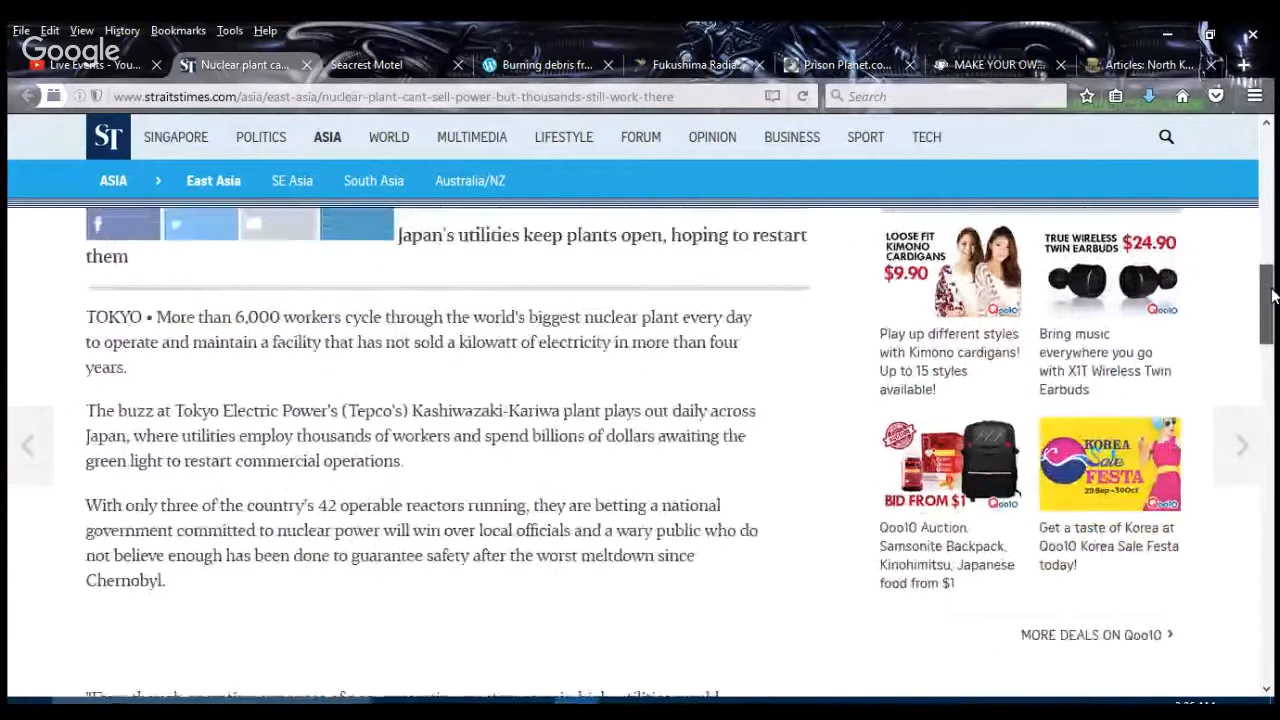 File Edit View History Bookmarks Tools Help
Google
Live Events - You...
Nuclear plant ca...
Seacrest Motel
Burning debris fr...
Fukushima Radia...
Prison Planet.co...
MAKE YOUR OW...
Articles: North K...
www.straitstimes.com/asia/east-asia/nuclear-plant-cant-sell-power-but-thousands-still-work-there
Search
ST SINGAPORE POLITICS ASIA WORLD MULTIMEDIA LIFESTYLE FORUM OPINION BUSINESS SPORT TECH
ASIA > East Asia SE Asia South Asia Australia/NZ
Japan's utilities keep plants open, hoping to restart
them
TOKYO • More than 6,000 workers cycle through the world's biggest nuclear plant every day
to operate and maintain a facility that has not sold a kilowatt of electricity in more than four
years.
The buzz at Tokyo Electric Power's (Tepco's) Kashiwazaki-Kariwa plant plays out daily across
Japan, where utilities employ thousands of workers and spend billions of dollars awaiting the
green light to restart commercial operations.
With only three of the country's 42 operable reactors running, they are betting a national
government committed to nuclear power will win over local officials and a wary public who do
not believe enough has been done to guarantee safety after the worst meltdown since
Chernobyl.
LOOSE FIT
KIMONO
CARDIGANS
$9.90
Qoo10
Play up different styles
with Kimono cardigans!
Up to 15 styles
available!
TRUE WIRELESS
TWIN EARBUDS $24.90
Qoo10
Bring music
everywhere you go
with X1T Wireless Twin
Earbuds
BID FROM $1
Qoo10
Qoo10 Auction.
Samsonite Backpack,
Kinohimitsu, Japanese
food from $1
KOREA
Sale
FESTA
29 Sep - 30 Oct
Qoo10
Get a taste of Korea at
Qoo10 Korea Sale Festa
today!
MORE DEALS ON Qoo10 >